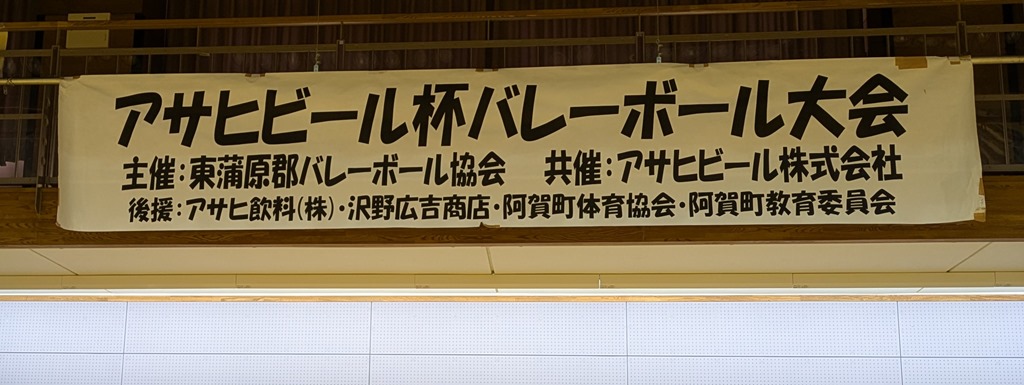 アサヒビール杯バレーボール大会
主催：東蒲原郡バレーボール協会　共催：アサヒビール株式会社
後援：アサヒ飲料(株)・沢野広吉商店・阿賀町体育協会・阿賀町教育委員会